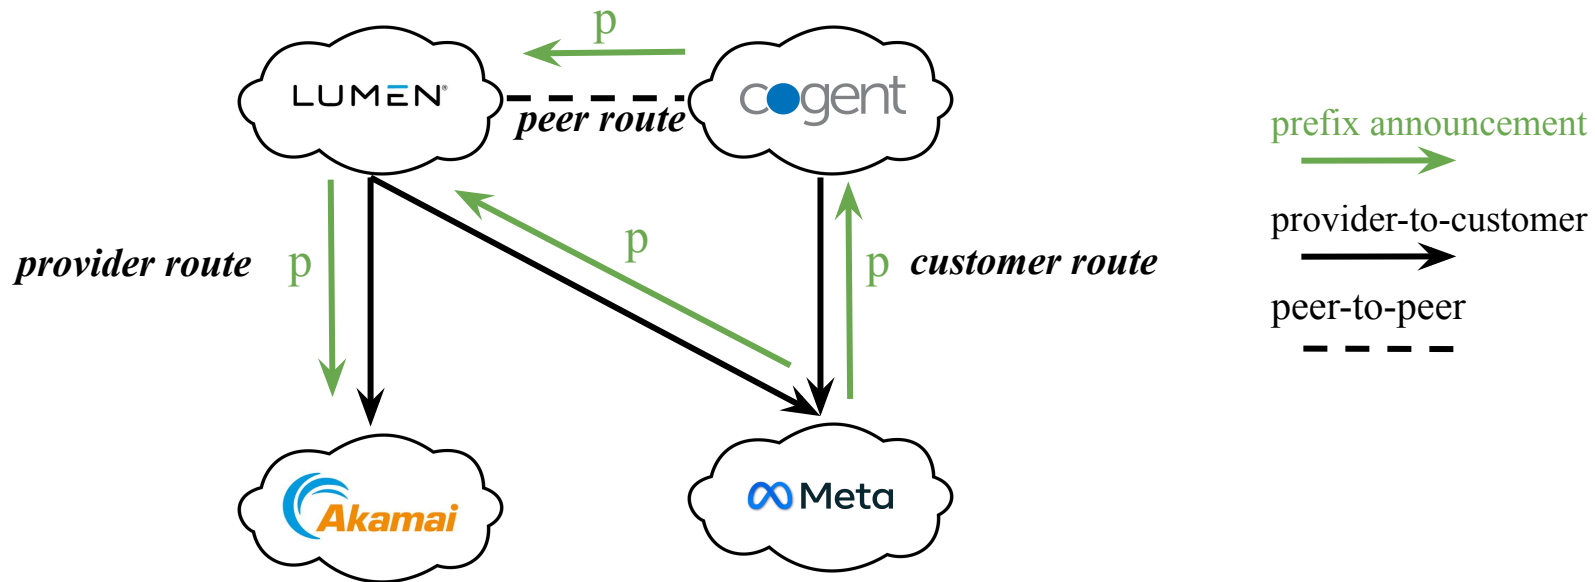 p
LUMEN®
cogent
peer route
prefix announcement
provider-to-customer
provider route
p
p
p
customer route
peer-to-peer
Akamai
Meta